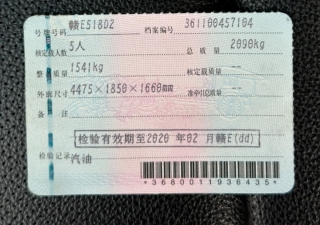 号牌号码 赣E518D2 档案编号 361100457104
核定载人数 5人 总质量 2090kg
整备质量 1541kg 核定载质量 --
外廓尺寸 4475×1850×1660mm 准牵引总质量 --
备注
检验有效期至2020年02月赣E(dd)
检验记录 汽油
*3680011936435*